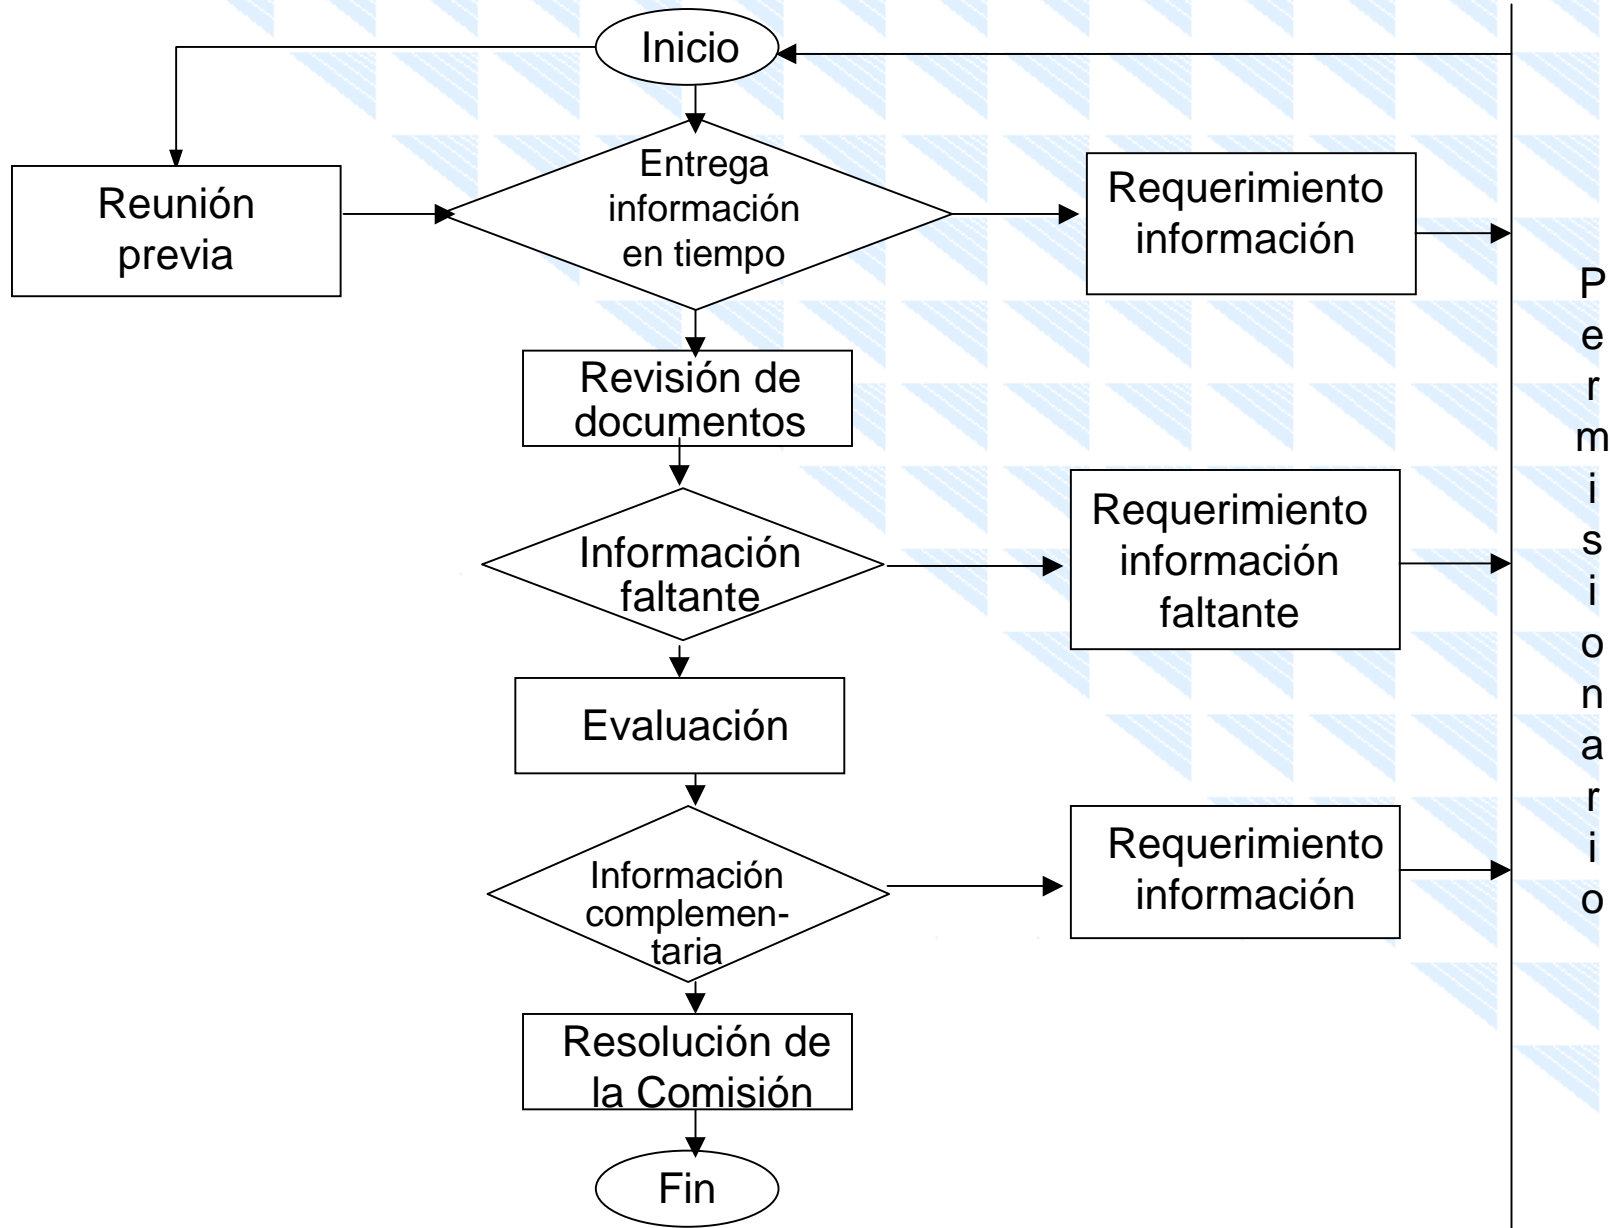 Inicio
Reunión
previa
Entrega
información
en tiempo
Requerimiento
información
Revisión de
documentos
Información
faltante
Requerimiento
información
faltante
Evaluación
Información
complemen-
taria
Requerimiento
información
Resolución de
la Comisión
Fin
Permisionario